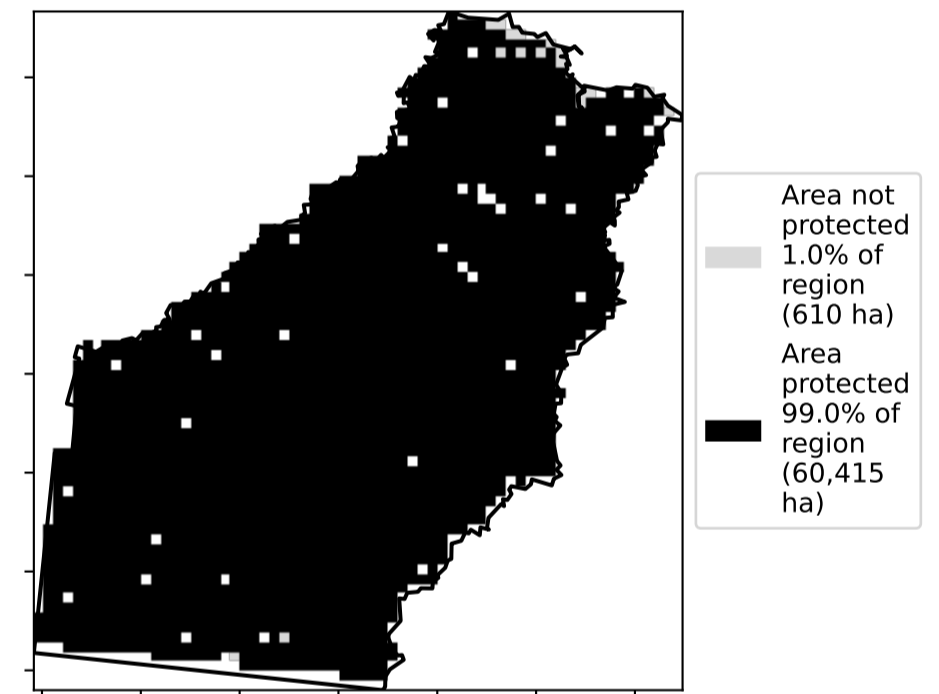 Area not
protected
1.0% of
region
(610 ha)
Area
protected
99.0% of
region
(60,415
ha)